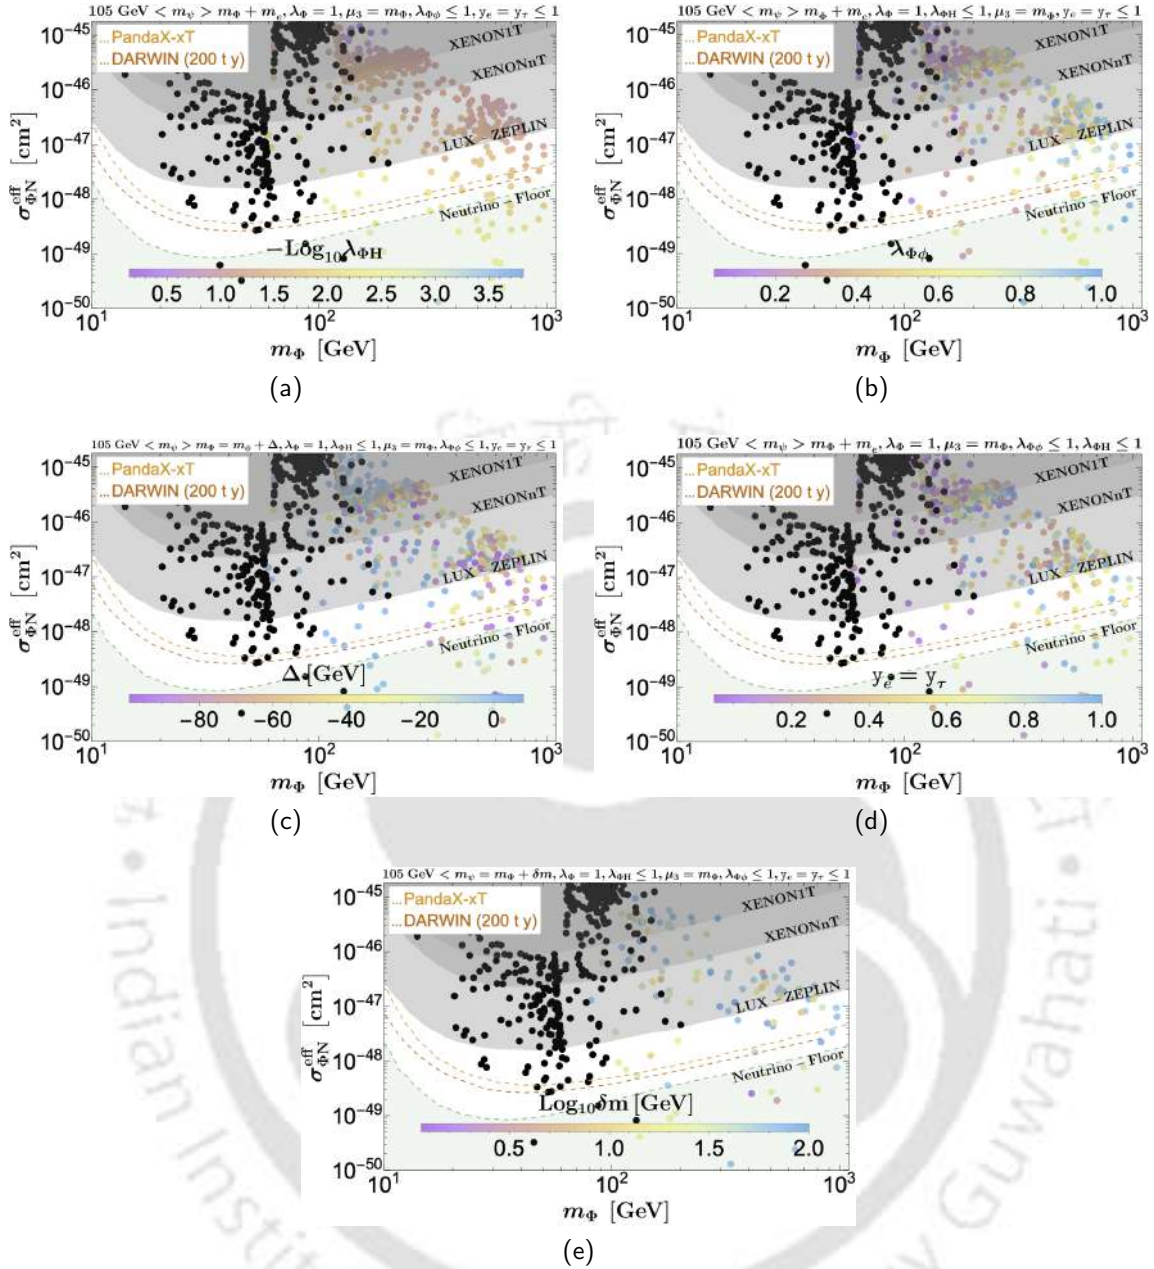 105 GeV < m_ψ > m_Φ + m_e, λ_Φ = 1, μ_3 = m_Φ, λ_Φϕ ≤ 1, y_e = y_τ ≤ 1
10^-45
10^-46
10^-47
10^-48
10^-49
10^-50
σ^eff_ΦN [cm^2]
... PandaX-xT
... DARWIN (200 t y)
XENON1T
XENONnT
LUX – ZEPLIN
Neutrino – Floor
−Log_10 λ_ΦH
0.5 1.0 1.5 2.0 2.5 3.0 3.5
10^1 10^2 10^3
m_Φ [GeV]
(a)
105 GeV < m_ψ > m_Φ + m_e, λ_Φ = 1, λ_ΦH ≤ 1, μ_3 = m_Φ, y_e = y_τ ≤ 1
10^-45
10^-46
10^-47
10^-48
10^-49
10^-50
σ^eff_ΦN [cm^2]
... PandaX-xT
... DARWIN (200 t y)
XENON1T
XENONnT
LUX – ZEPLIN
Neutrino – Floor
λ_Φϕ
0.2 0.4 0.6 0.8 1.0
10^1 10^2 10^3
m_Φ [GeV]
(b)
105 GeV < m_ψ > m_Φ = m_ϕ + Δ, λ_Φ = 1, λ_ΦH ≤ 1, μ_3 = m_Φ, λ_Φϕ ≤ 1, y_e = y_τ ≤ 1
10^-45
10^-46
10^-47
10^-48
10^-49
10^-50
σ^eff_ΦN [cm^2]
... PandaX-xT
... DARWIN (200 t y)
XENON1T
XENONnT
LUX – ZEPLIN
Neutrino – Floor
Δ [GeV]
−80 −60 −40 −20 0
10^1 10^2 10^3
m_Φ [GeV]
(c)
105 GeV < m_ψ > m_Φ + m_e, λ_Φ = 1, μ_3 = m_Φ, λ_Φϕ ≤ 1, λ_ΦH ≤ 1
10^-45
10^-46
10^-47
10^-48
10^-49
10^-50
σ^eff_ΦN [cm^2]
... PandaX-xT
... DARWIN (200 t y)
XENON1T
XENONnT
LUX – ZEPLIN
Neutrino – Floor
y_e = y_τ
0.2 0.4 0.6 0.8 1.0
10^1 10^2 10^3
m_Φ [GeV]
(d)
105 GeV < m_ψ = m_Φ + δm, λ_Φ = 1, λ_ΦH ≤ 1, μ_3 = m_Φ, λ_Φϕ ≤ 1, y_e = y_τ ≤ 1
10^-45
10^-46
10^-47
10^-48
10^-49
10^-50
σ^eff_ΦN [cm^2]
... PandaX-xT
... DARWIN (200 t y)
XENON1T
XENONnT
LUX – ZEPLIN
Neutrino – Floor
Log_10 δm [GeV]
0.5 1.0 1.5 2.0
10^1 10^2 10^3
m_Φ [GeV]
(e)
Indian Instit
Guwahati